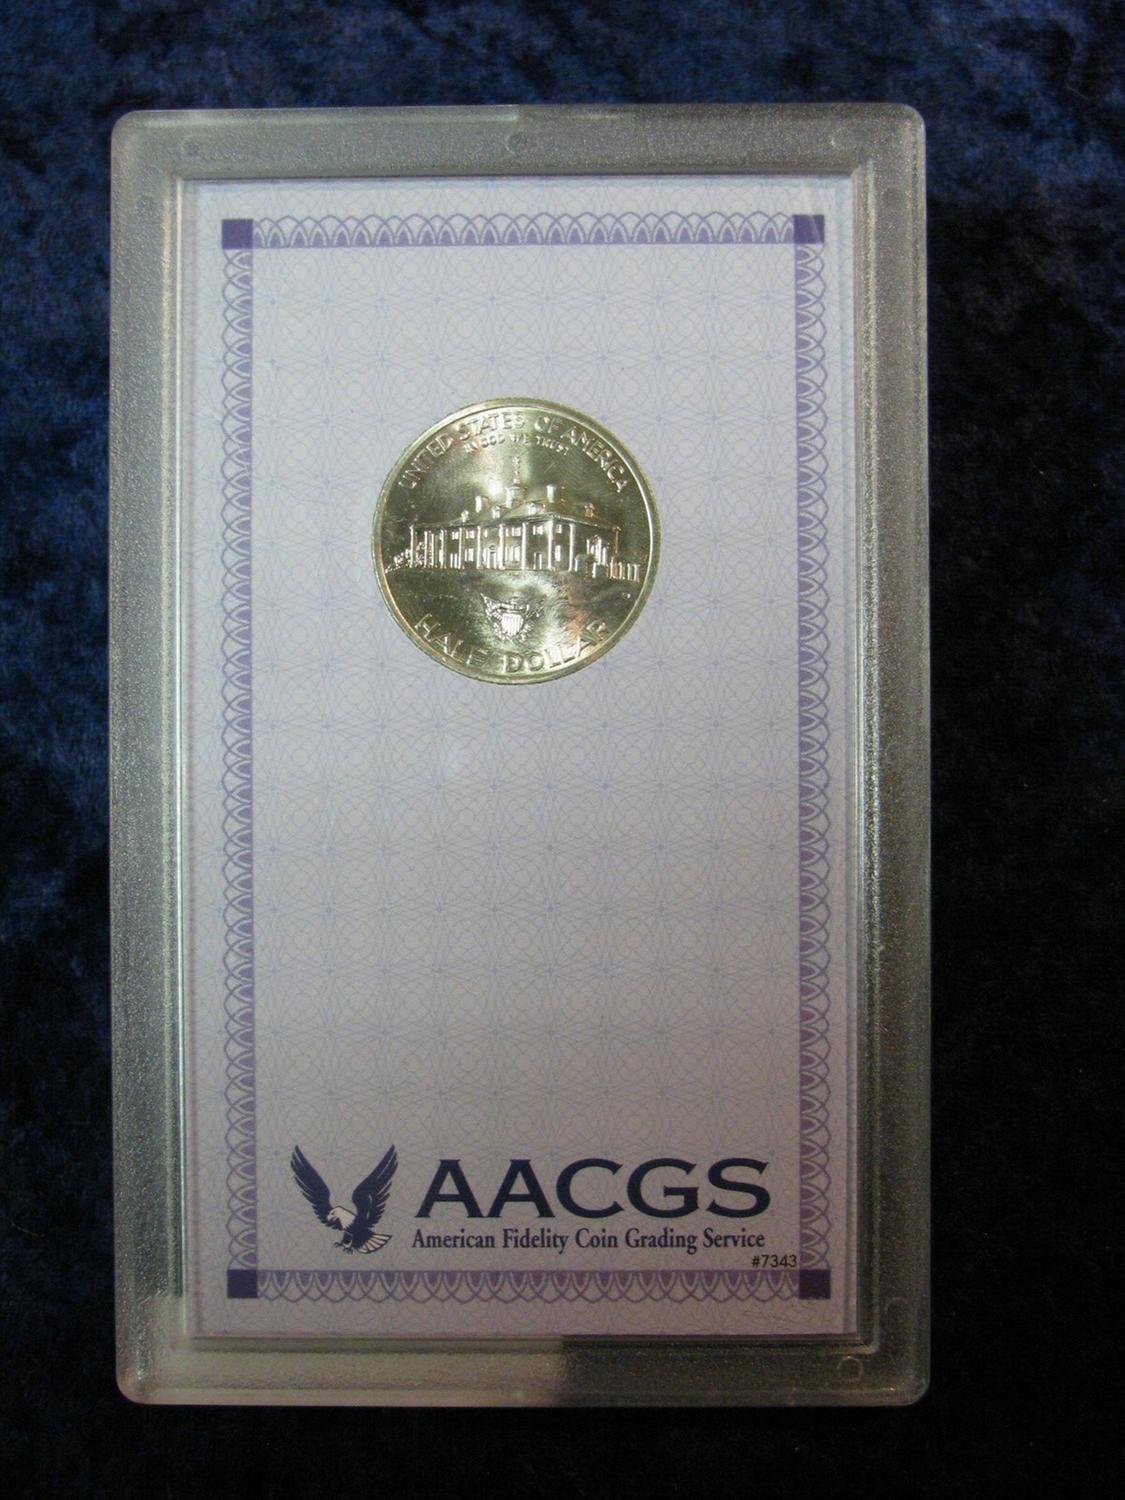 UNITED STATES OF AMERICA
IN GOD WE TRUST
HALF DOLLAR
AACGS
American Fidelity Coin Grading Service
#7343